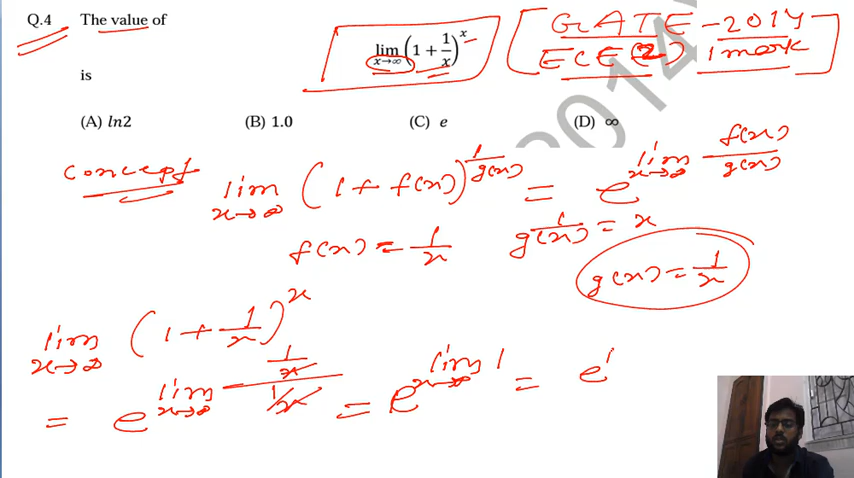 Q.4 The value of
lim x→∞ (1 + 1/x)^x
is
[GATE-2014
ECE(2) 1 mark]
2014
(A) ln2 (B) 1.0 (C) e (D) ∞
concept
lim x→∞ (1 + f(x))^(1/g(x)) = e^(lim x→∞ f(x)/g(x))
f(x) = 1/x 1/g(x) = x
g(x) = 1/x
lim x→∞ (1 + 1/x)^x
= e^(lim x→∞ (1/x)/(1/x)) = e^(lim x→∞ 1) = e^1